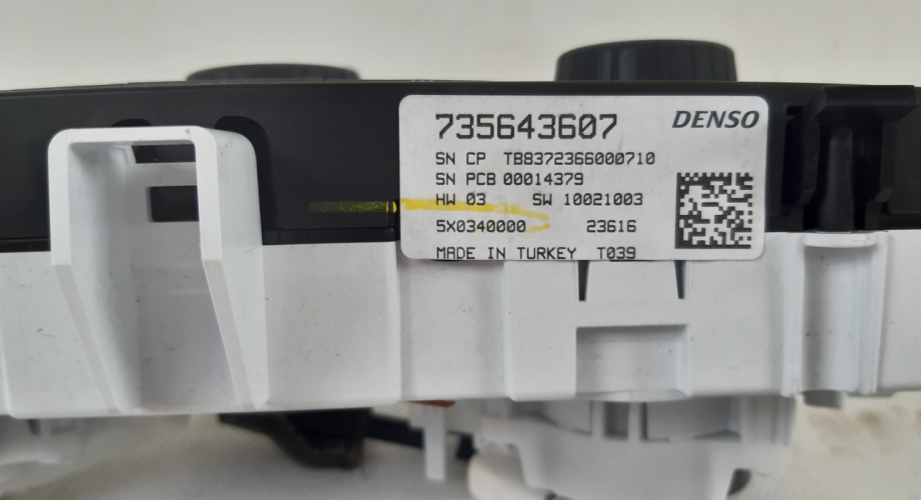 735643607 DENSO
SN CP TB8372366000710
SN PCB 00014379
HW 03 SW 10021003
5X0340000 23616
MADE IN TURKEY T039